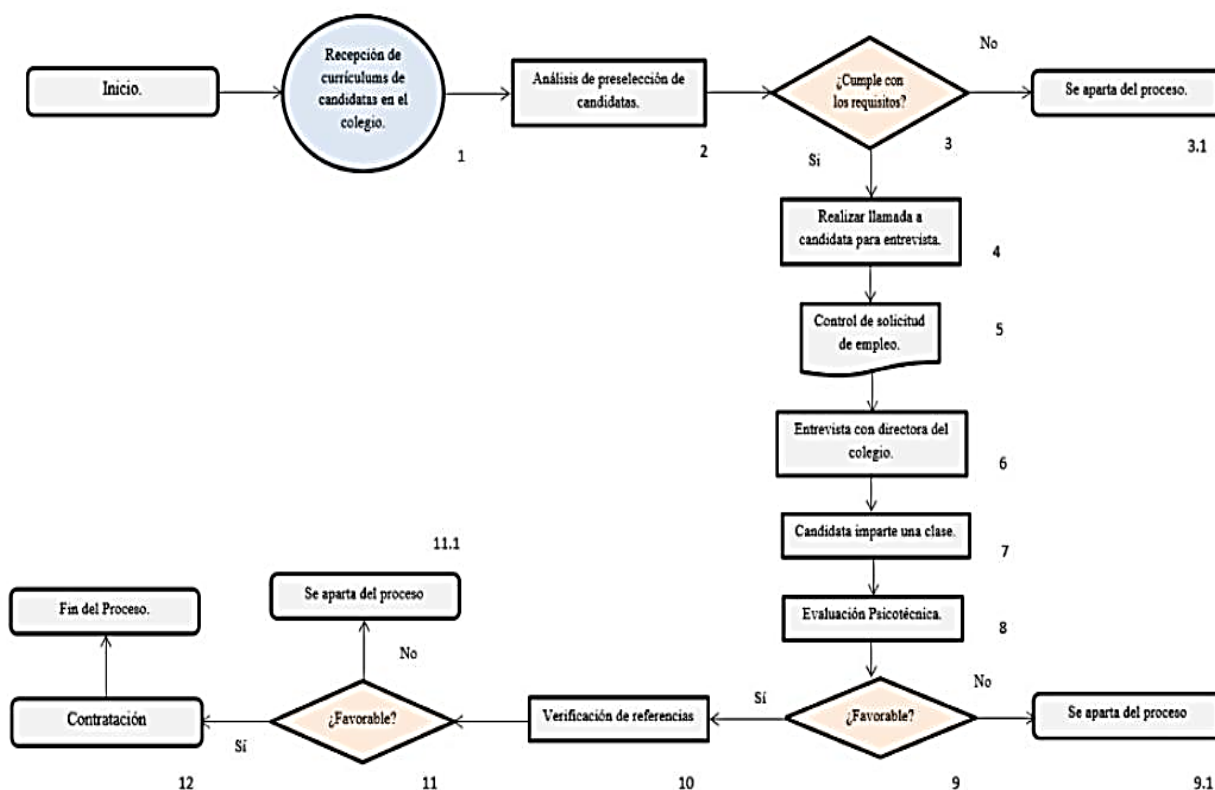 Inicio.
Recepción de
currículums de
candidatas en el
colegio.
1
Análisis de preselección de
candidatas.
2
¿Cumple con
los requisitos?
3
No
Se aparta del proceso.
3.1
Si
Realizar llamada a
candidata para entrevista.
4
Control de solicitud
de empleo.
5
Entrevista con directora del
colegio.
6
Candidata imparte una clase.
7
Evaluación Psicotécnica.
8
¿Favorable?
9
No
Se aparta del proceso
9.1
Sí
Verificación de referencias
10
¿Favorable?
11
No
Se aparta del proceso
11.1
Sí
Contratación
12
Fin del Proceso.